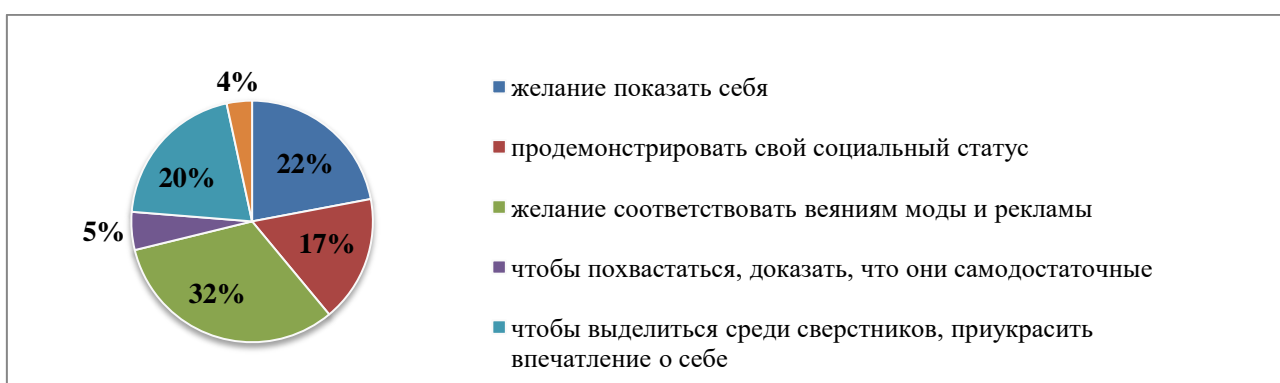 4%
22%
20%
5%
17%
32%
желание показать себя
продемонстрировать свой социальный статус
желание соответствовать веяниям моды и рекламы
чтобы похвастаться, доказать, что они самодостаточные
чтобы выделиться среди сверстников, приукрасить
впечатление о себе